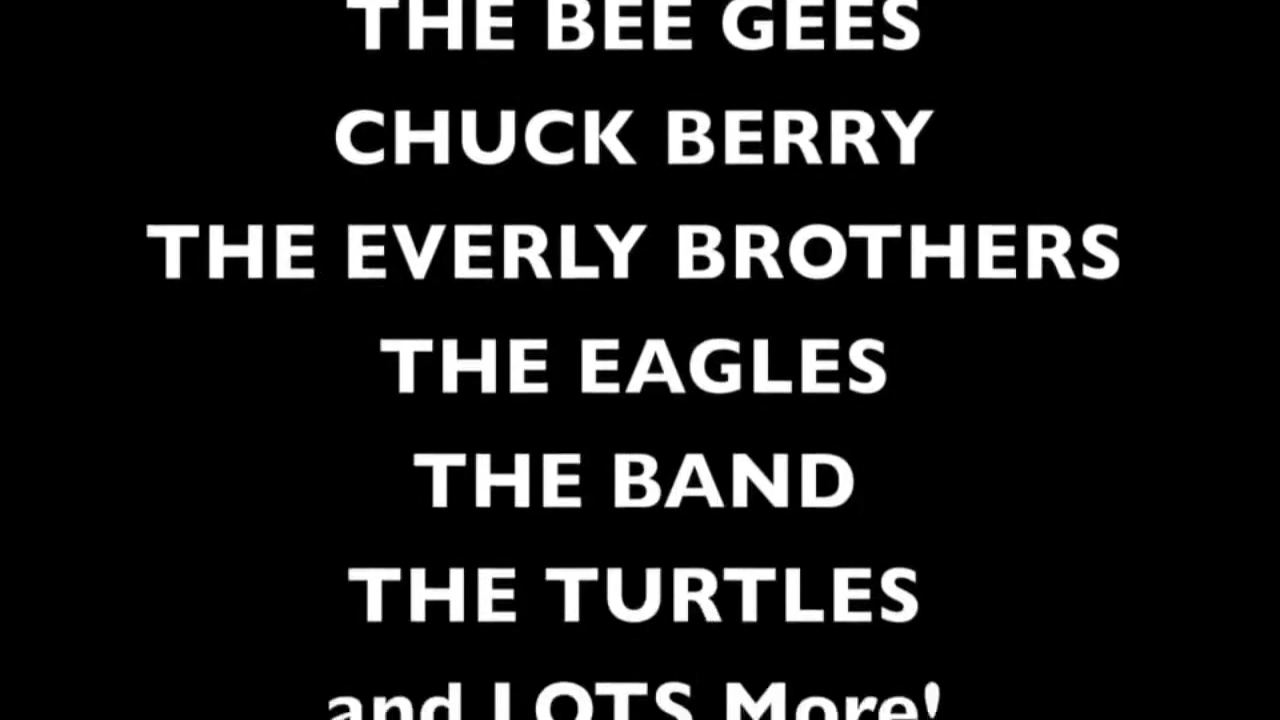 THE BEE GEES
CHUCK BERRY
THE EVERLY BROTHERS
THE EAGLES
THE BAND
THE TURTLES
and LOTS More!